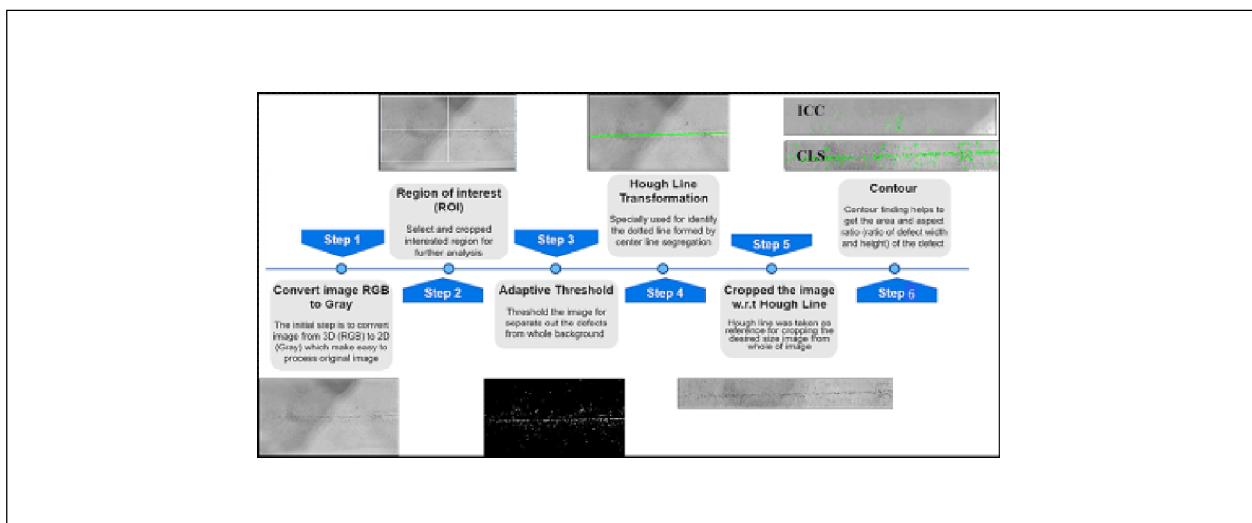 ICC
CLS
Step 1
Convert image RGB
to Gray
The initial step is to convert
image from 3D (RGB) to 2D
(Gray) which make easy to
process original image
Region of interest
(ROI)
Select and cropped
interested region for
further analysis
Step 2
Step 3
Adaptive Threshold
Threshold the image for
separate out the defects
from whole background
Hough Line
Transformation
Specially used for identify
the dotted line formed by
center line segregation
Step 4
Step 5
Cropped the image
w.r.t Hough Line
Hough line was taken as
reference for cropping the
desired size image from
whole of image
Contour
Contour finding helps to
get the area and aspect
ratio (ratio of defect width
and height) of the defect
Step 6